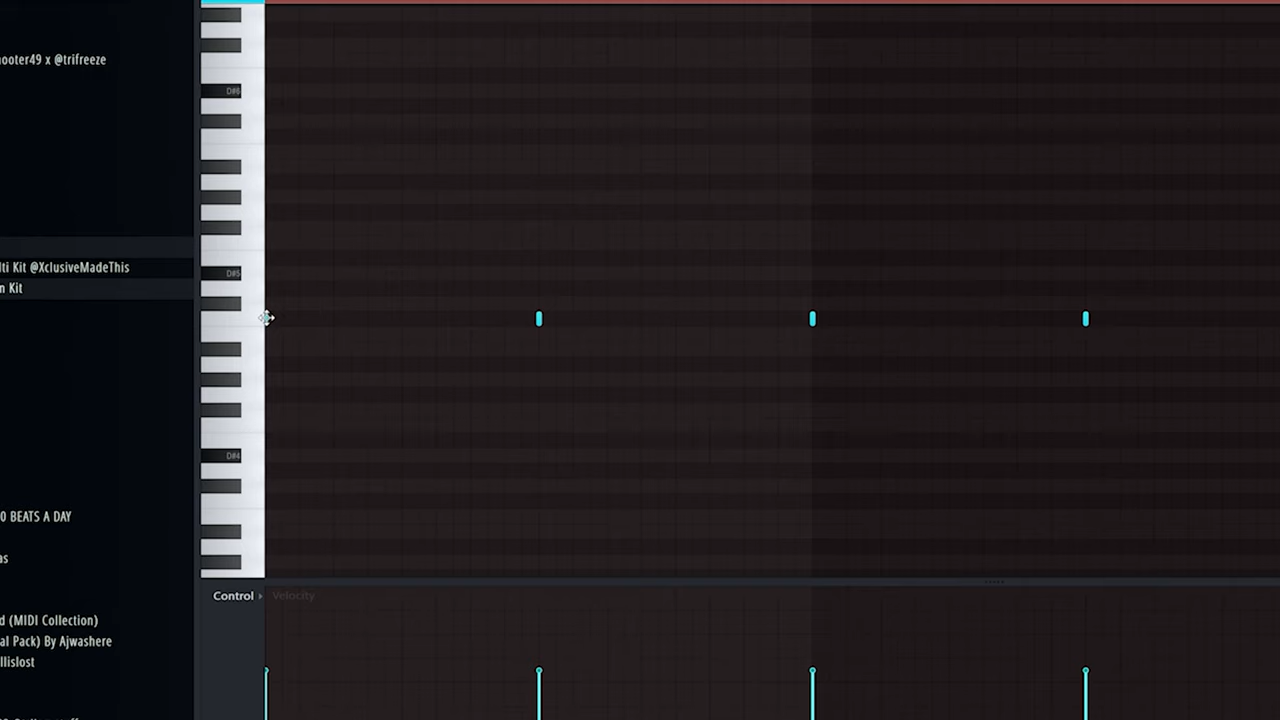 ooter49 x @trifreeze
D#6
lti Kit @XclusiveMadeThis
D#5
n Kit
D#4
0 BEATS A DAY
as
Control
Velocity
d (MIDI Collection)
al Pack) By Ajwashere
llislost